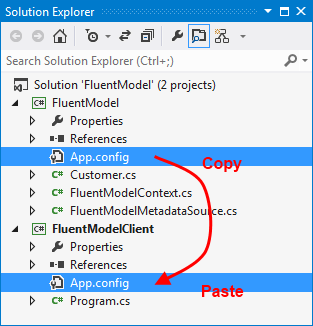 Solution Explorer
Search Solution Explorer (Ctrl+;)
Solution 'FluentModel' (2 projects)
C# FluentModel
Properties
References
App.config
Copy
C# Customer.cs
C# FluentModelContext.cs
C# FluentModelMetadataSource.cs
C# FluentModelClient
Properties
References
App.config
Paste
C# Program.cs